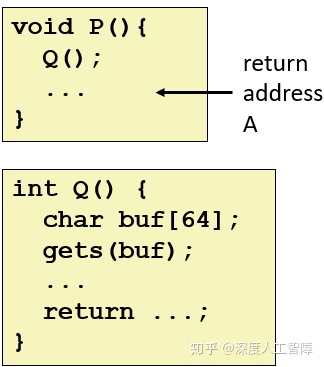 void P(){
  Q();
  ...
}
return
address
A
int Q() {
  char buf[64];
  gets(buf);
  ...
  return ...;
}
知乎 @深度人工智障